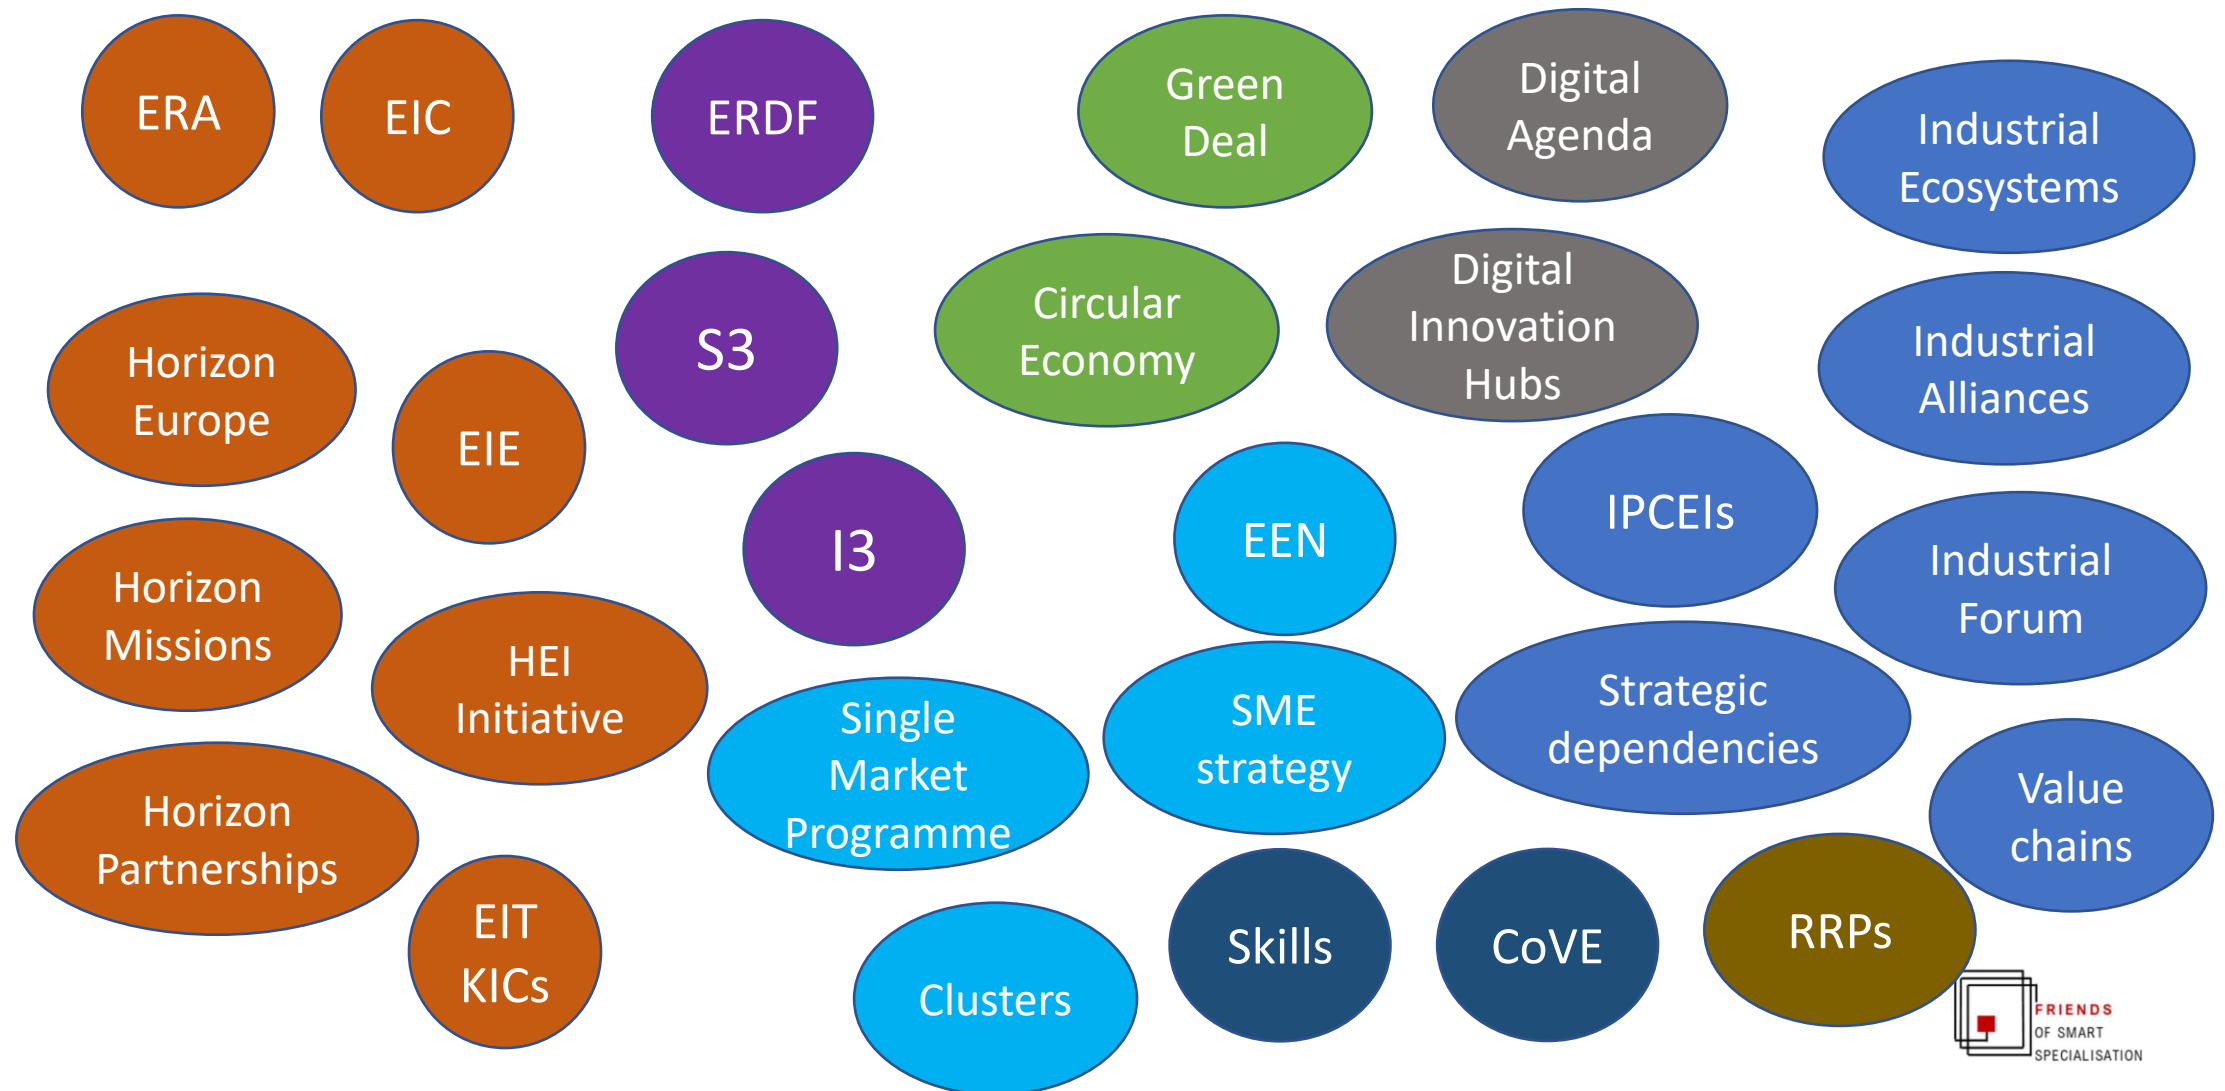 ERA
EIC
ERDF
Green
Deal
Digital
Agenda
Industrial
Ecosystems
Horizon
Europe
EIE
S3
Circular
Economy
Digital
Innovation
Hubs
Industrial
Alliances
Horizon
Missions
HEI
Initiative
I3
EEN
IPCEIs
Industrial
Forum
Horizon
Partnerships
EIT
KICs
Single
Market
Programme
SME
strategy
Strategic
dependencies
Value
chains
Clusters
Skills
CoVE
RRPs
FRIENDS
OF SMART
SPECIALISATION